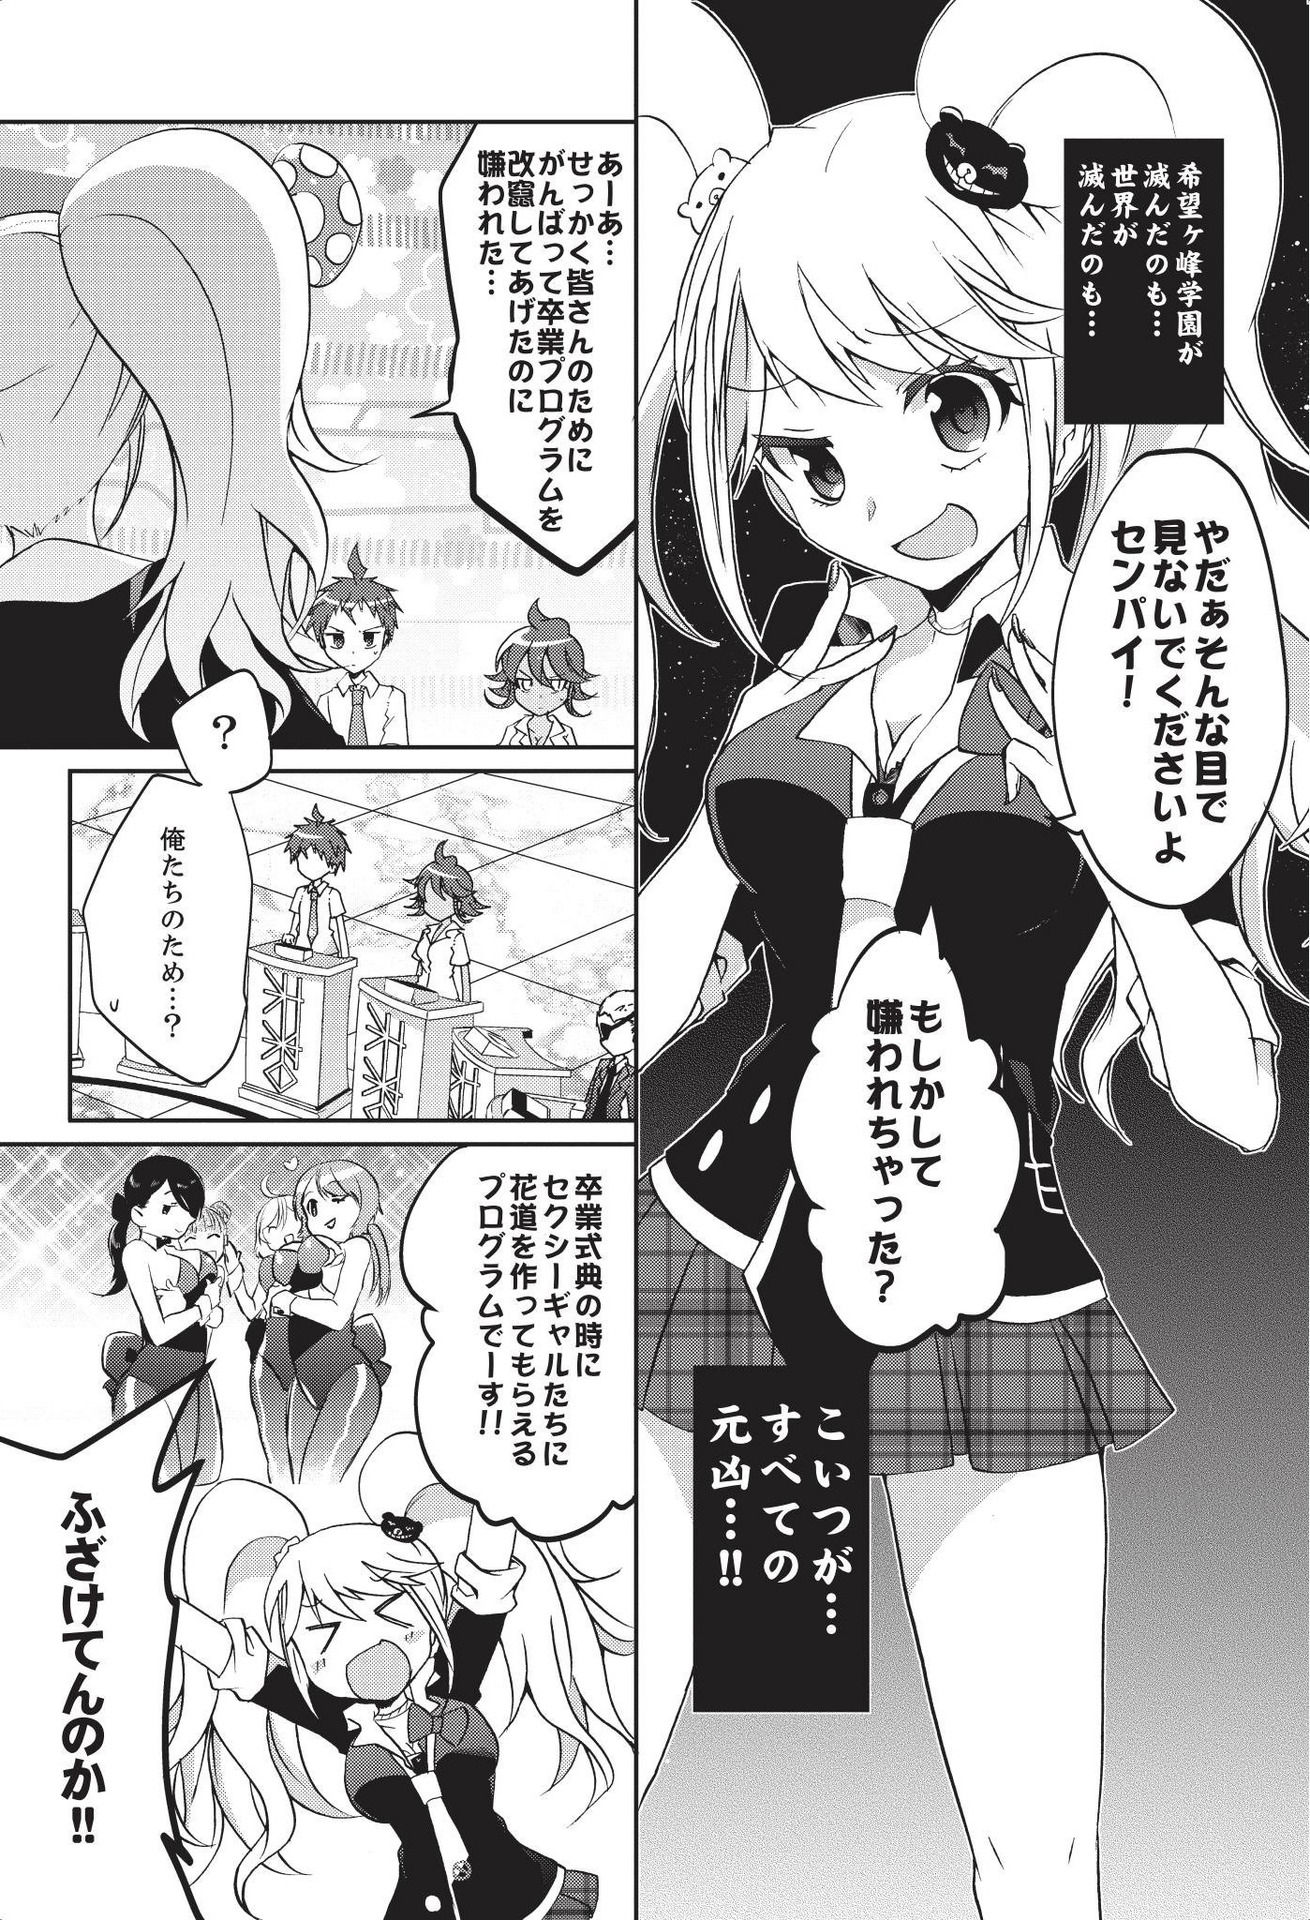 希望ヶ峰学園が
滅んだのも…
世界が
滅んだのも…
やだぁそんな目で
見ないでくださいよ
センパイ！
もしかして
嫌われちゃった？
こいつが…
すべての
元凶…!!
あーあ…
せっかく皆さんのために
がんばって卒業プログラムを
改竄してあげたのに
嫌われた…
？
俺たちのため…？
卒業式典の時に
セクシーギャルたちに
花道を作ってもらえる
プログラムでーす!!
ふざけてんのか!!